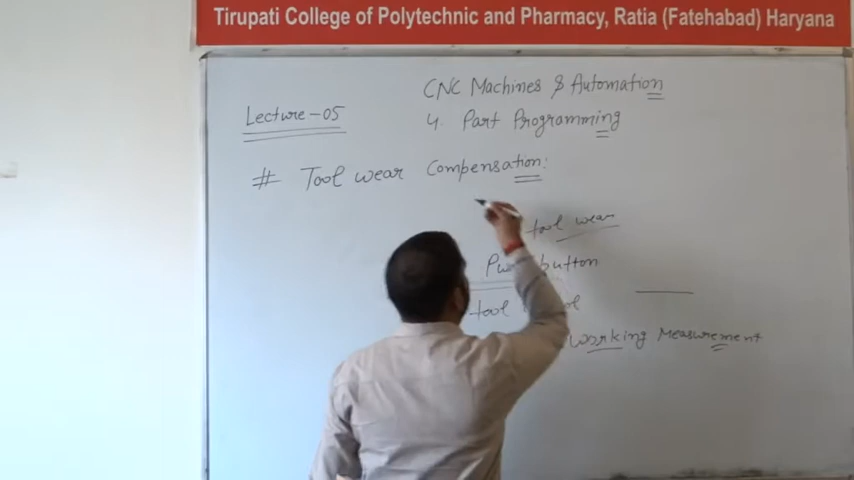 Tirupati College of Polytechnic and Pharmacy, Ratia (Fatehabad) Haryana
CNC Machines & Automation
Lecture-05
4. Part Programming
# Tool wear Compensation:
tool wear
button
tool
working Measurement